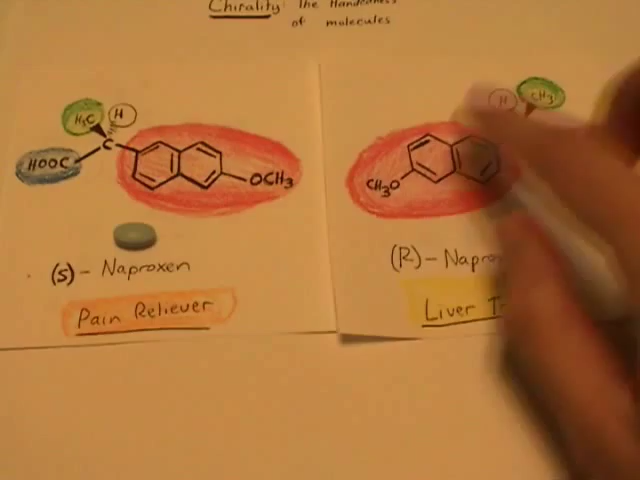 Chirality: The Handedness
of molecules
H₃C H
HOOC C
OCH₃
(S) - Naproxen
Pain Reliever
H CH₃
CH₃O
(R) - Napro
Liver T